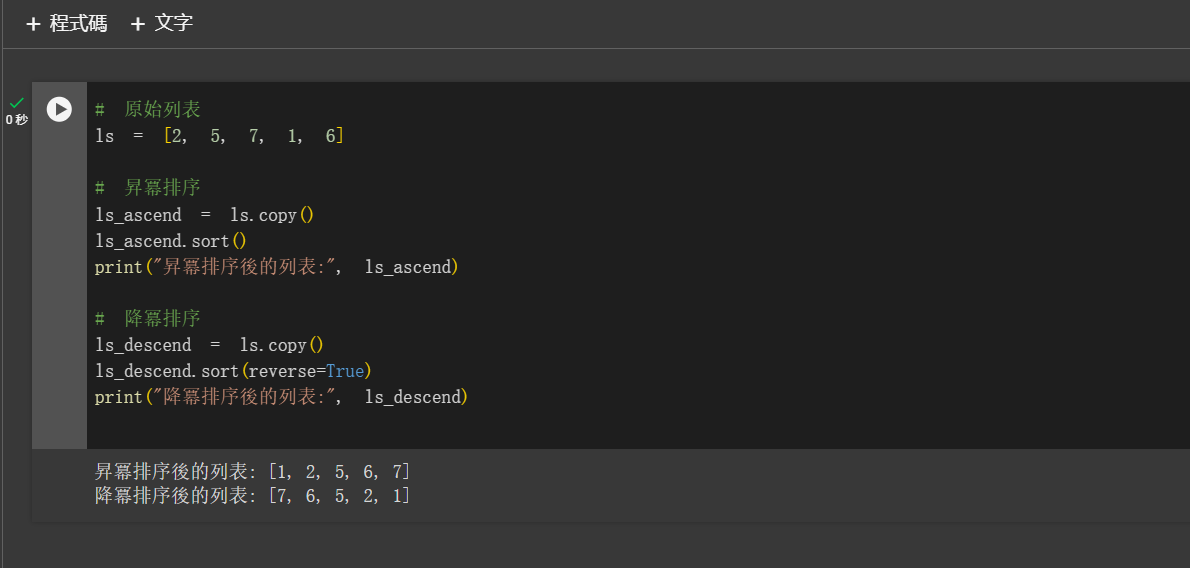 + 程式碼 + 文字
0 秒
# 原始列表
ls = [2, 5, 7, 1, 6]
# 昇冪排序
ls_ascend = ls.copy()
ls_ascend.sort()
print("昇冪排序後的列表:", ls_ascend)
# 降冪排序
ls_descend = ls.copy()
ls_descend.sort(reverse=True)
print("降冪排序後的列表:", ls_descend)
昇冪排序後的列表: [1, 2, 5, 6, 7]
降冪排序後的列表: [7, 6, 5, 2, 1]